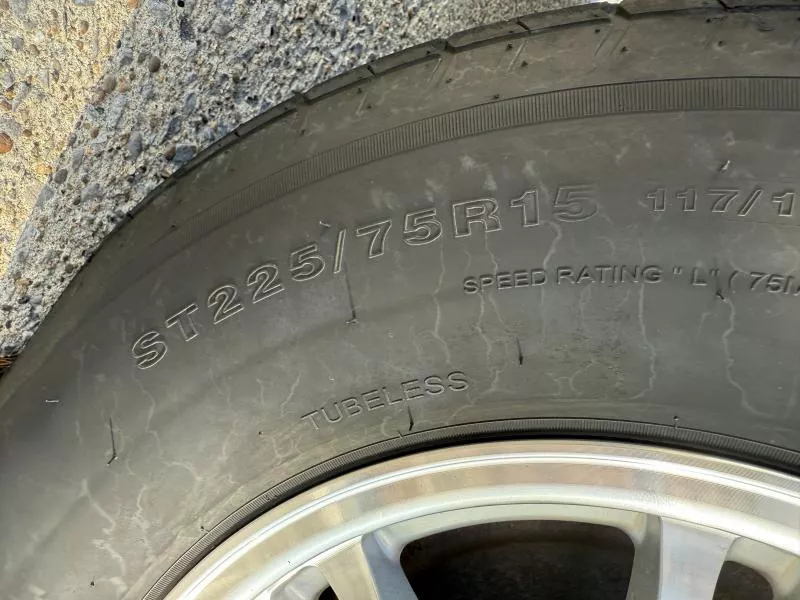 ST225/75R15 117/1
SPEED RATING "L" (75
TUBELESS